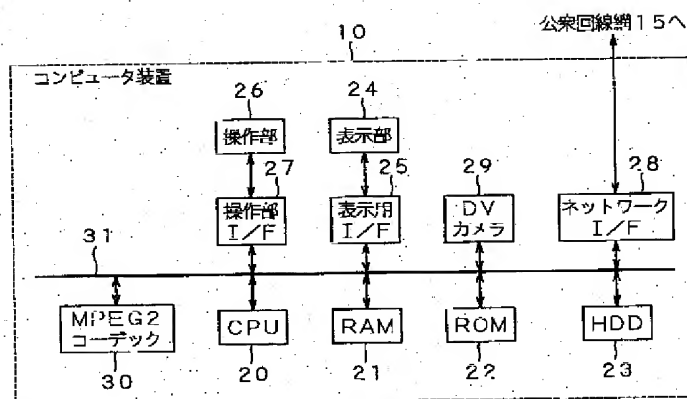 公衆回線網15へ
10
コンピュータ装置
26
24
操作部
表示部
27
25
29
28
操作部
I/F
表示用
I/F
DV
カメラ
ネットワーク
I/F
31
MPEG2
コーデック
CPU
RAM
ROM
HDD
30
20
21
22
23